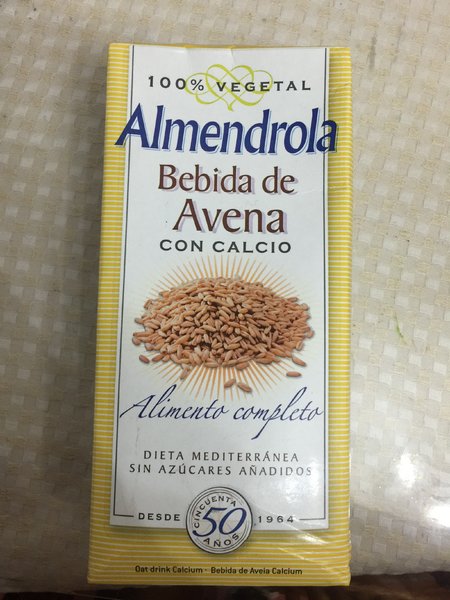 100% VEGETAL
Almendrola
Bebida de
Avena
CON CALCIO
Alimento completo
DIETA MEDITERRÁNEA
SIN AZÚCARES AÑADIDOS
DESDE 1964
CINCUENTA
50
AÑOS
Oat drink Calcium · Bebida de Aveia Calcium